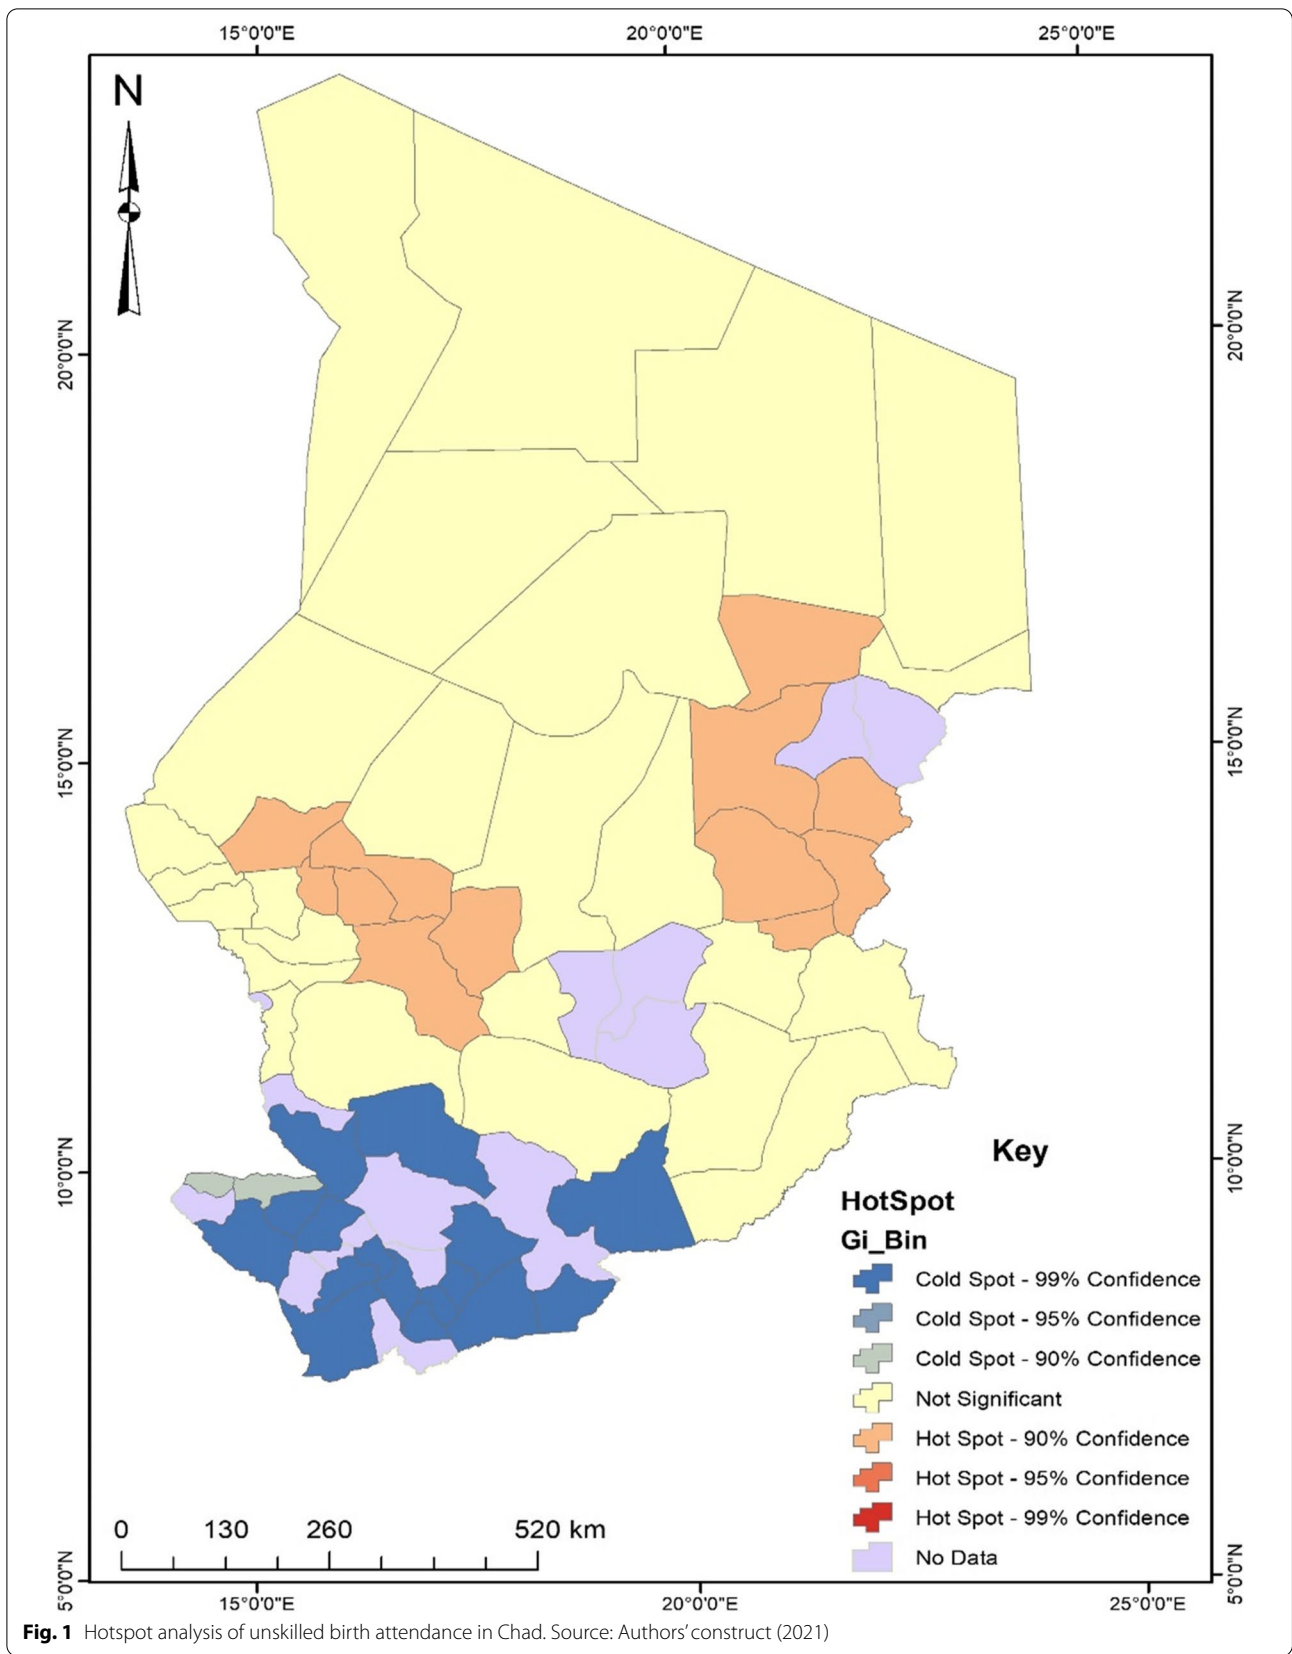 15°0'0"E 20°0'0"E 25°0'0"E
N
20°0'0"N 20°0'0"N
15°0'0"N 15°0'0"N
10°0'0"N 10°0'0"N
Key
HotSpot
Gi_Bin
Cold Spot - 99% Confidence
Cold Spot - 95% Confidence
Cold Spot - 90% Confidence
Not Significant
Hot Spot - 90% Confidence
Hot Spot - 95% Confidence
Hot Spot - 99% Confidence
No Data
0 130 260 520 km
5°0'0"N 5°0'0"N
15°0'0"E 20°0'0"E 25°0'0"E
Fig. 1 Hotspot analysis of unskilled birth attendance in Chad. Source: Authors' construct (2021)